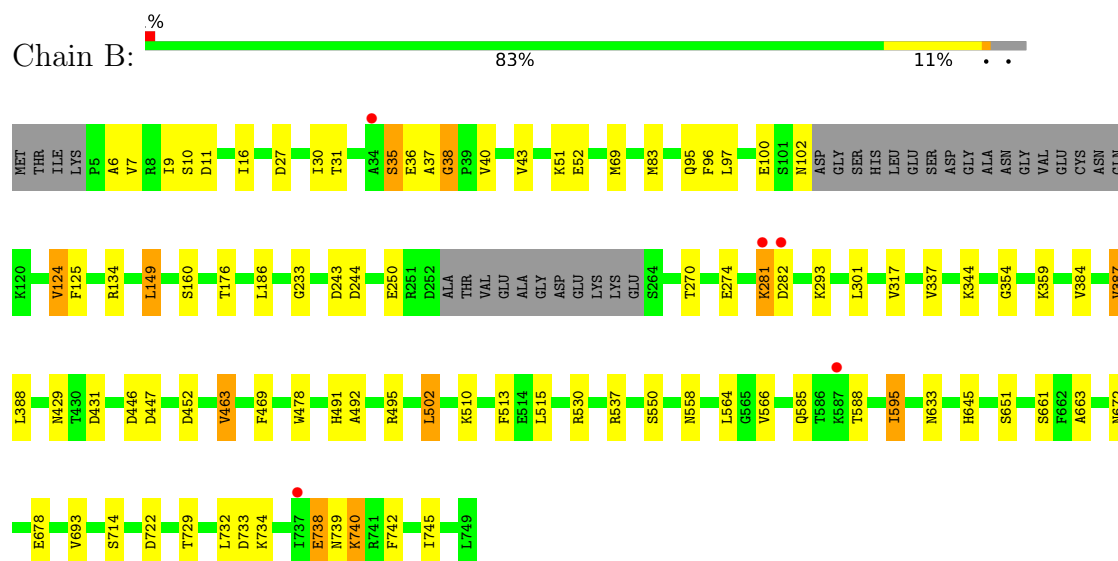 %
Chain B: 83% 11% . .
MET THR ILE LYS P5 A6 V7 R8 I9 S10 D11 I16 D27 I30 T31 A34 S35 E36 A37 G38 P39 V40 V43 K51 E52 M69 M83 Q95 F96 L97 E100 S101 N102 ASP GLY SER HIS LEU GLU SER ASP GLY ALA ASN GLY VAL GLU CYS ASN GLN
K120 V124 F125 R134 L149 S160 T176 L186 G233 D243 D244 E250 R251 D252 ALA THR VAL GLU ALA GLY ASP GLU LYS LYS GLU S264 T270 E274 K281 D282 K293 L301 V317 V337 K344 G354 K359 V384 V387
L388 N429 T430 D431 D446 D447 D452 V463 F469 W478 H491 A492 R495 L502 K510 F513 E514 L515 R530 R537 S550 N558 L564 G565 V566 Q585 T586 K587 T588 I595 N633 H645 S651 S661 F662 A663 N672
E678 V693 S714 D722 T729 L732 D733 K734 I737 E738 N739 K740 R741 F742 I745 L749